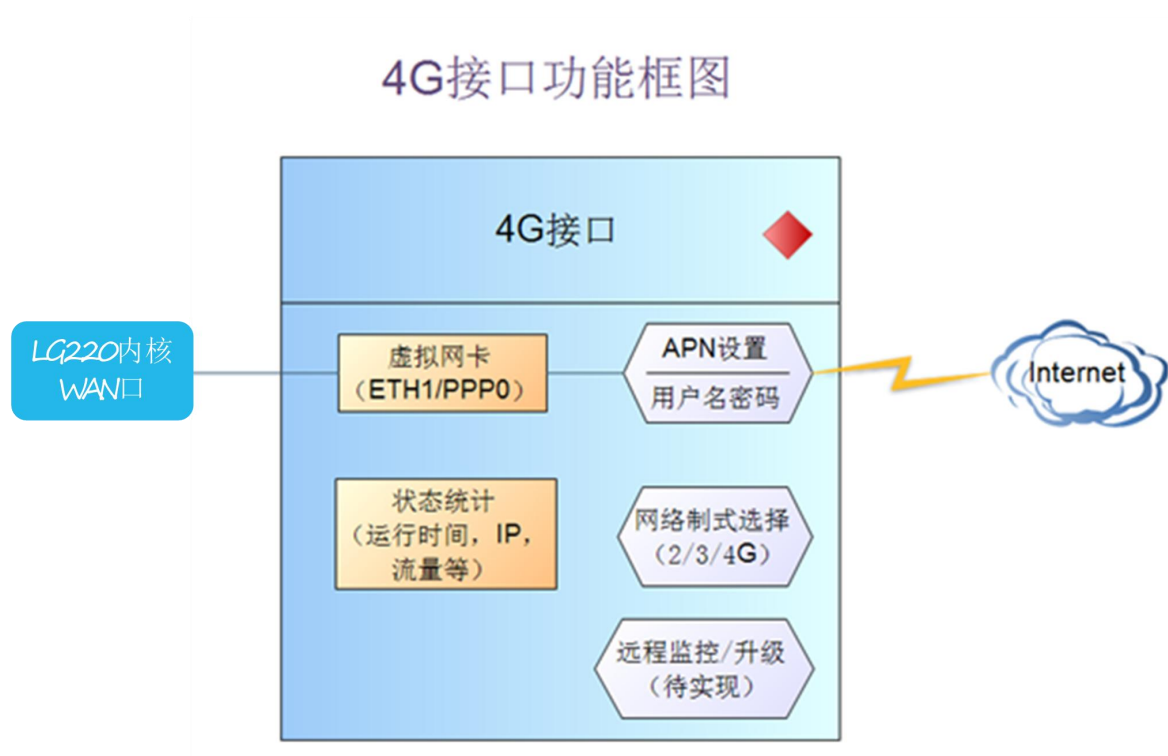 4G接口功能框图
4G接口
LG220内核
WAN口
虚拟网卡
（ETH1/PPP0）
APN设置
用户名密码
Internet
状态统计
（运行时间，IP，
流量等）
网络制式选择
（2/3/4G）
远程监控/升级
（待实现）